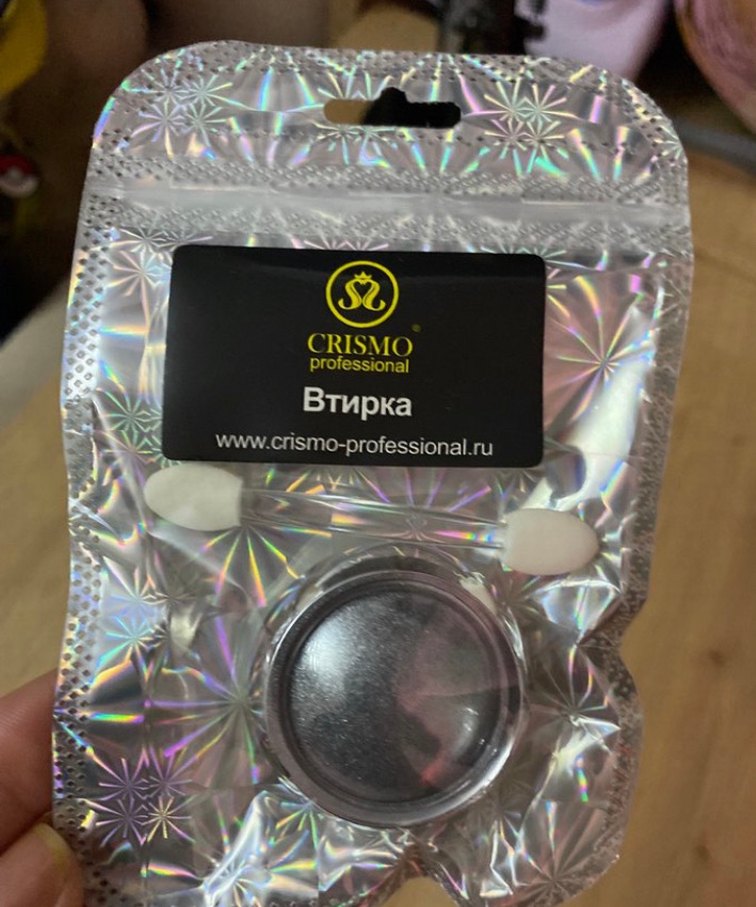 CRISMO®
professional
Втирка
www.crismo-professional.ru